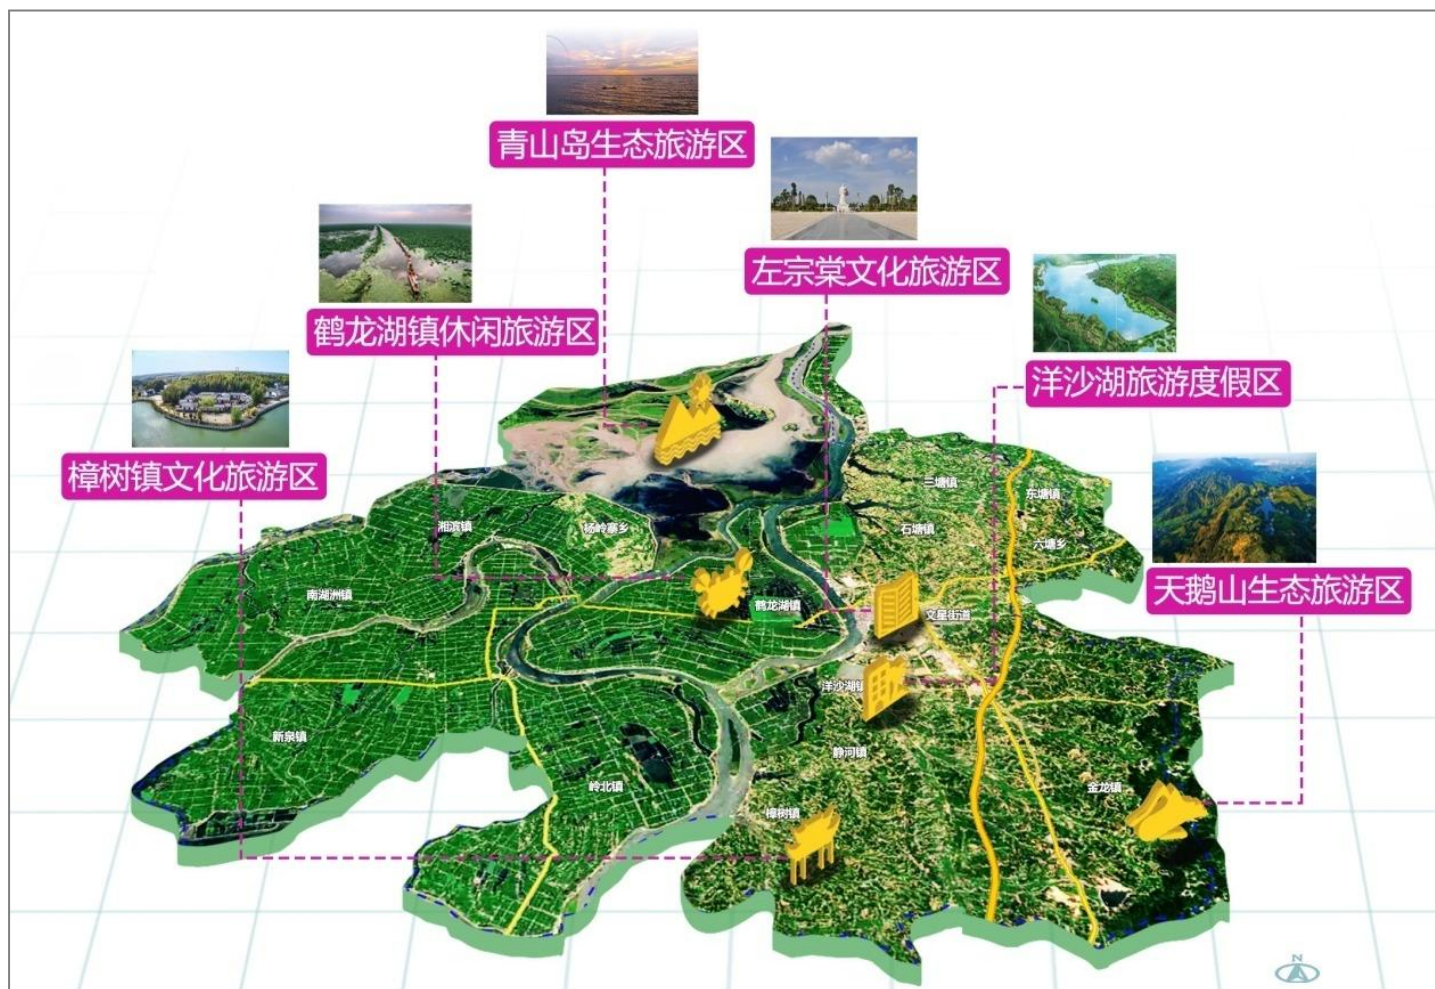 青山岛生态旅游区
左宗棠文化旅游区
鹤龙湖镇休闲旅游区
洋沙湖旅游度假区
樟树镇文化旅游区
天鹅山生态旅游区
三塘镇
东塘镇
湘滨镇
杨岭寨乡
石塘镇
六塘乡
南湖洲镇
鹤龙湖镇
文星街道
洋沙湖镇
新泉镇
静河镇
岭北镇
金龙镇
樟树镇
N